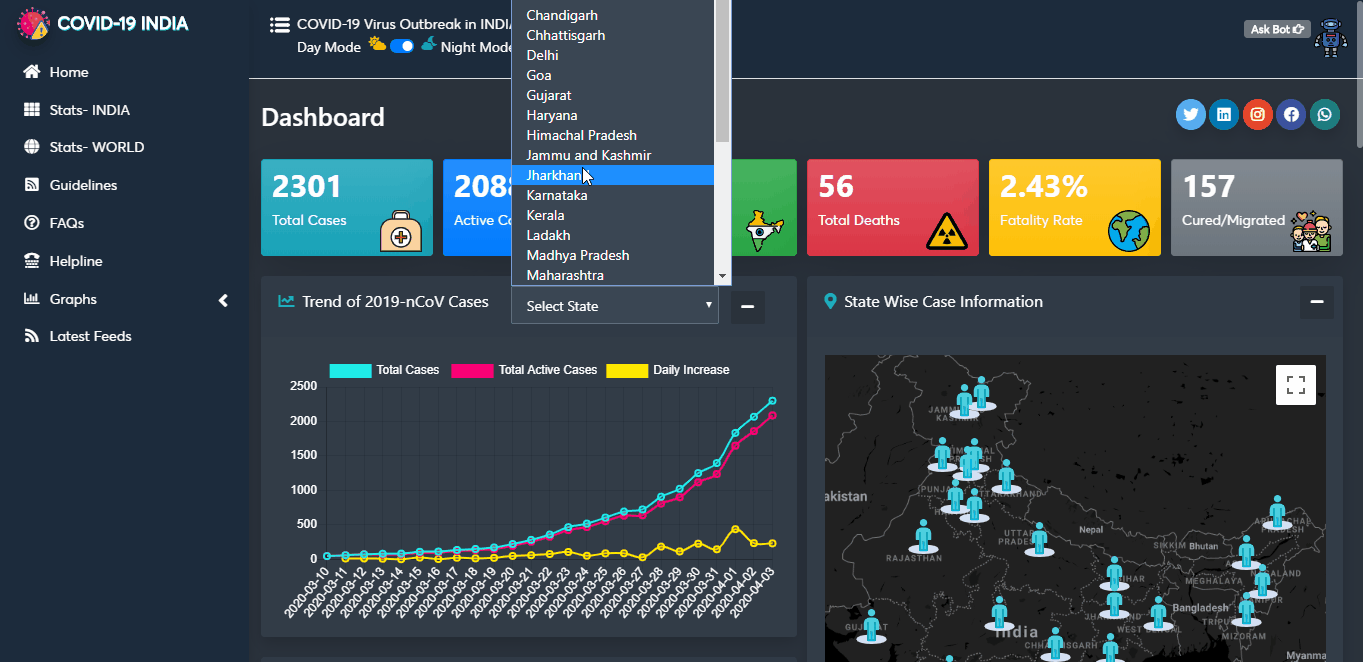 COVID-19 INDIA
Home
Stats- INDIA
Stats- WORLD
Guidelines
FAQs
Helpline
Graphs
Latest Feeds
COVID-19 Virus Outbreak in INDIA
Day Mode Night Mode
Ask Bot
Chandigarh
Chhattisgarh
Delhi
Goa
Gujarat
Haryana
Himachal Pradesh
Jammu and Kashmir
Jharkhand
Karnataka
Kerala
Ladakh
Madhya Pradesh
Maharashtra
Select State
Dashboard
2301
Total Cases
2088
Active
56
Total Deaths
2.43%
Fatality Rate
157
Cured/Migrated
Trend of 2019-nCoV Cases
Total Cases Total Active Cases Daily Increase
2500
2000
1500
1000
500
0
2020-03-10
2020-03-11
2020-03-12
2020-03-13
2020-03-14
2020-03-15
2020-03-16
2020-03-17
2020-03-18
2020-03-19
2020-03-20
2020-03-21
2020-03-22
2020-03-23
2020-03-24
2020-03-25
2020-03-26
2020-03-27
2020-03-28
2020-03-29
2020-03-30
2020-03-31
2020-04-01
2020-04-02
2020-04-03
State Wise Case Information
akistan
RAJASTHAN
UTTAR
PRADESH
Nepal
SIKKIM Bhutan
MEGHALAYA
Bangladesh
MIZORAM
India
WEST BENGAL
Myanma